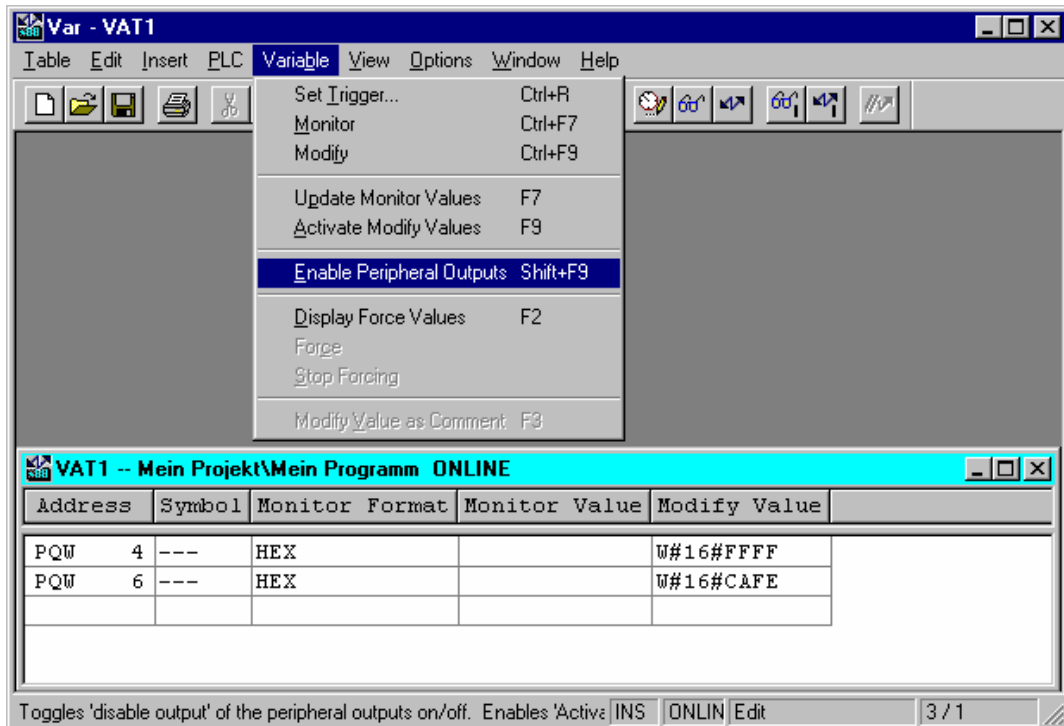 Var - VAT1
Table Edit Insert PLC Variable View Options Window Help
Set Trigger... Ctrl+R
Monitor Ctrl+F7
Modify Ctrl+F9
Update Monitor Values F7
Activate Modify Values F9
Enable Peripheral Outputs Shift+F9
Display Force Values F2
Force
Stop Forcing
Modify Value as Comment F3
VAT1 -- Mein Projekt\Mein Programm ONLINE
Address Symbol Monitor Format Monitor Value Modify Value
PQW 4 --- HEX W#16#FFFF
PQW 6 --- HEX W#16#CAFE
Toggles 'disable output' of the peripheral outputs on/off. Enables 'Activa INS ONLIN Edit 3 / 1